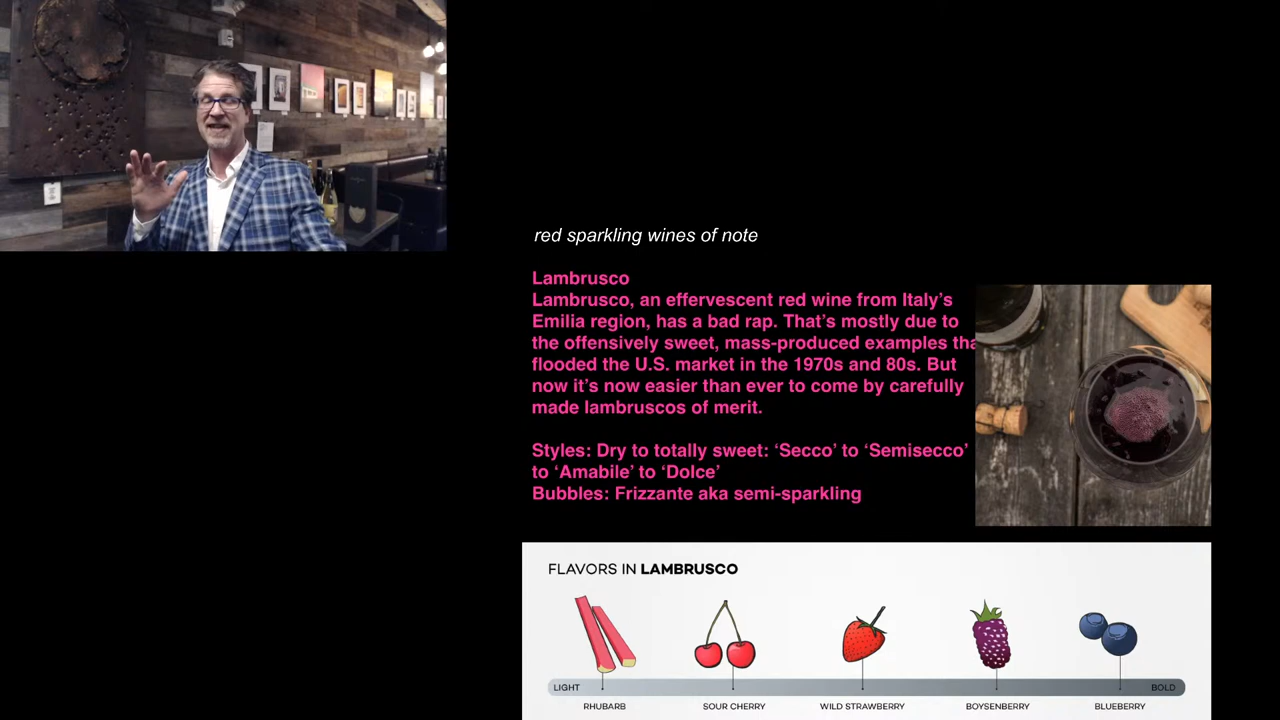 red sparkling wines of note
Lambrusco
Lambrusco, an effervescent red wine from Italy's
Emilia region, has a bad rap. That's mostly due to
the offensively sweet, mass-produced examples tha
flooded the U.S. market in the 1970s and 80s. But
now it's now easier than ever to come by carefully
made lambruscos of merit.
Styles: Dry to totally sweet: ‘Secco’ to ‘Semisecco’
to ‘Amabile’ to ‘Dolce’
Bubbles: Frizzante aka semi-sparkling
FLAVORS IN LAMBRUSCO
LIGHT BOLD
RHUBARB SOUR CHERRY WILD STRAWBERRY BOYSENBERRY BLUEBERRY